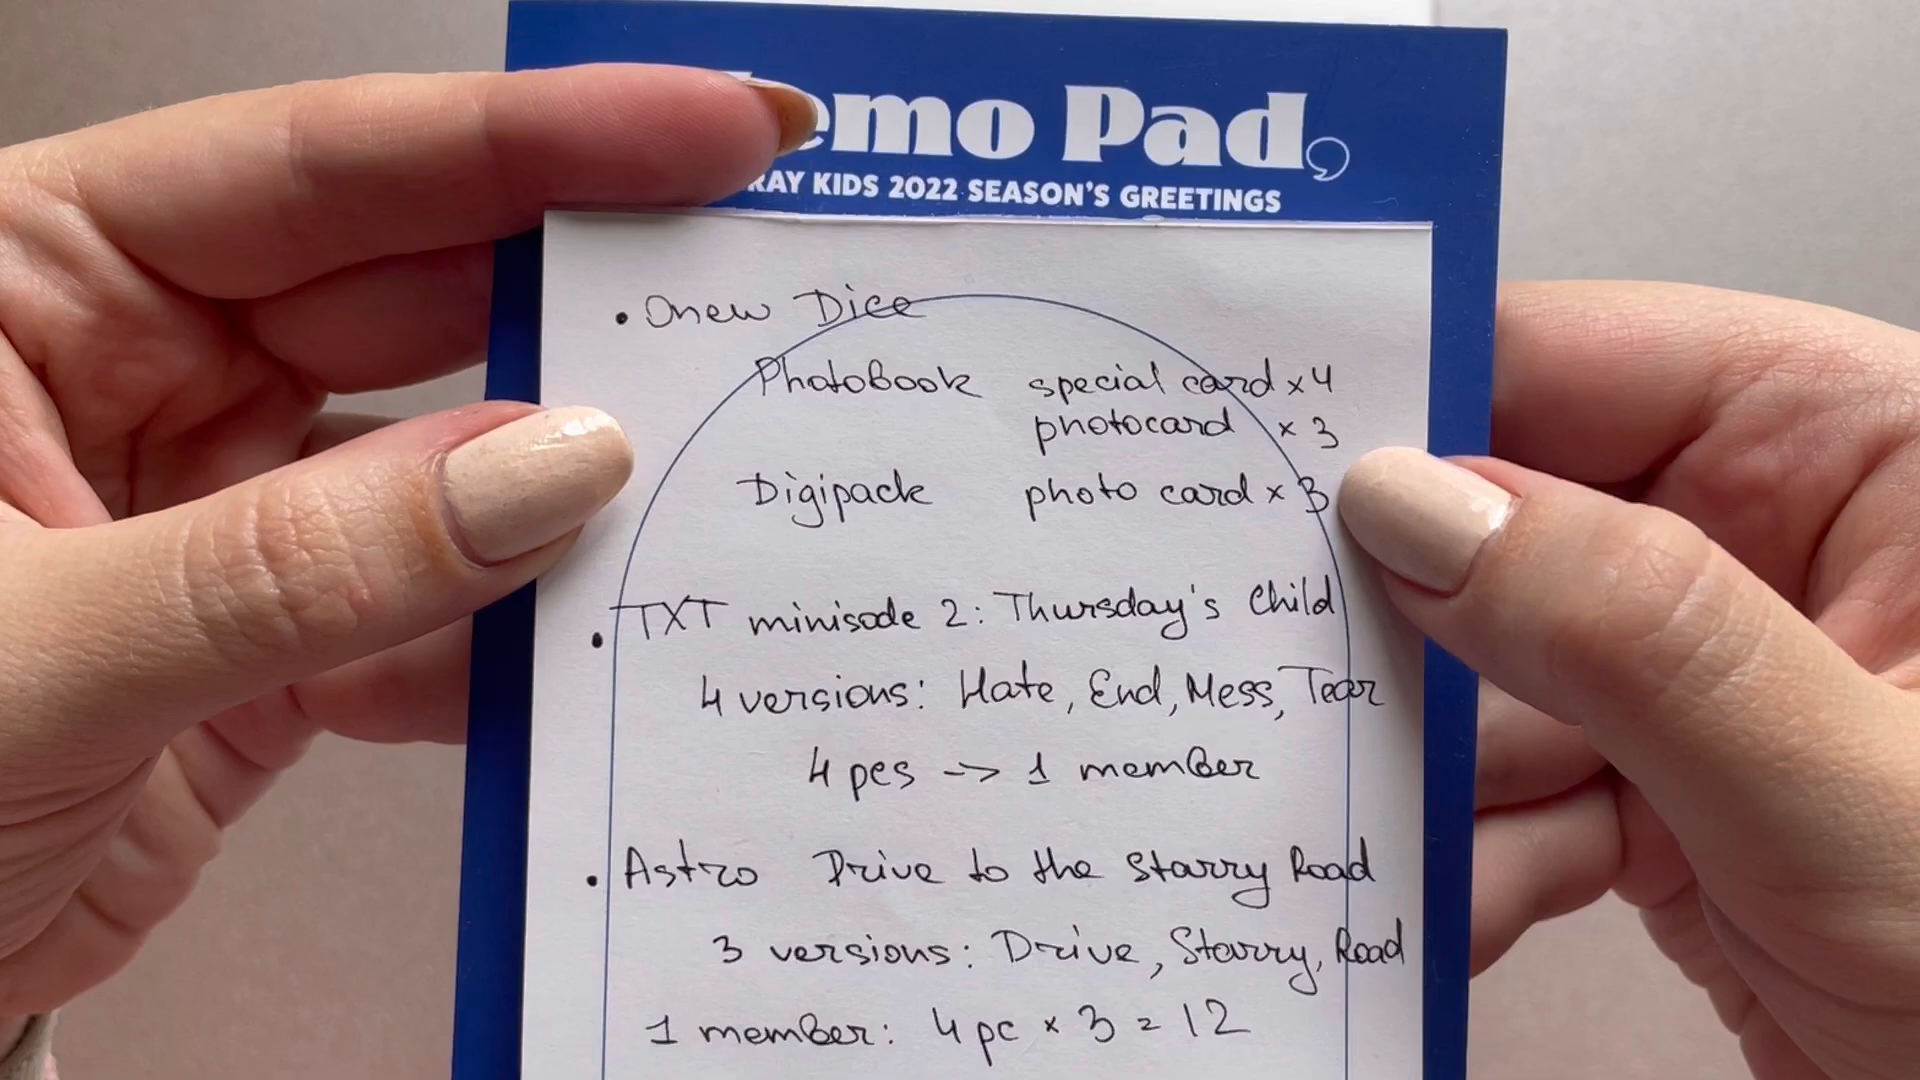 emo Pad,
RAY KIDS 2022 SEASON'S GREETINGS
• Onew Dice
PhotoBook special card x 4
photocard x 3
Digipack photo card x 3
• TXT minisode 2: Thursday's Child
4 versions: Hate, End, Mess, Tear
4 pcs -> 1 member
• Astro Drive to the Starry Road
3 versions: Drive, Starry, Road
1 member: 4 pc x 3 = 12